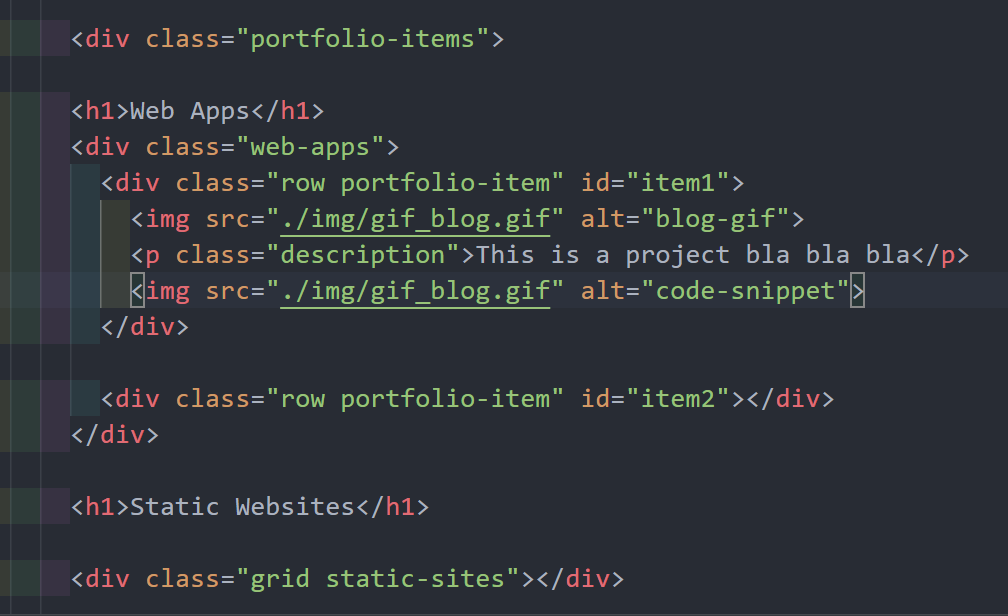 <div class="portfolio-items">
<h1>Web Apps</h1>
<div class="web-apps">
<div class="row portfolio-item" id="item1">
<img src="./img/gif_blog.gif" alt="blog-gif">
<p class="description">This is a project bla bla bla</p>
<img src="./img/gif_blog.gif" alt="code-snippet">
</div>
<div class="row portfolio-item" id="item2"></div>
</div>
<h1>Static Websites</h1>
<div class="grid static-sites"></div>